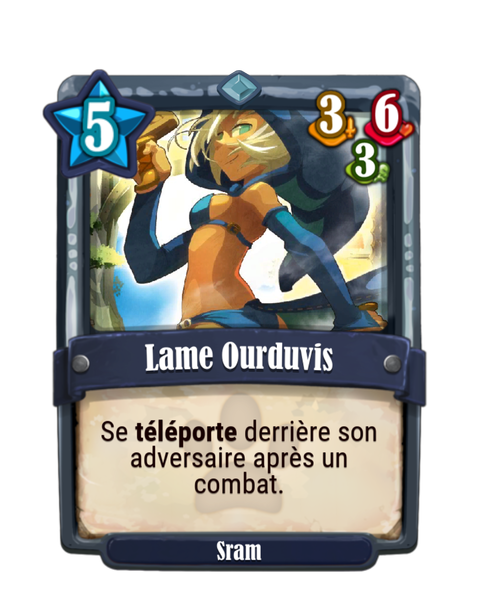 5
3
6
3
Lame Ourduvis
Se téléporte derrière son
adversaire après un
combat.
Sram